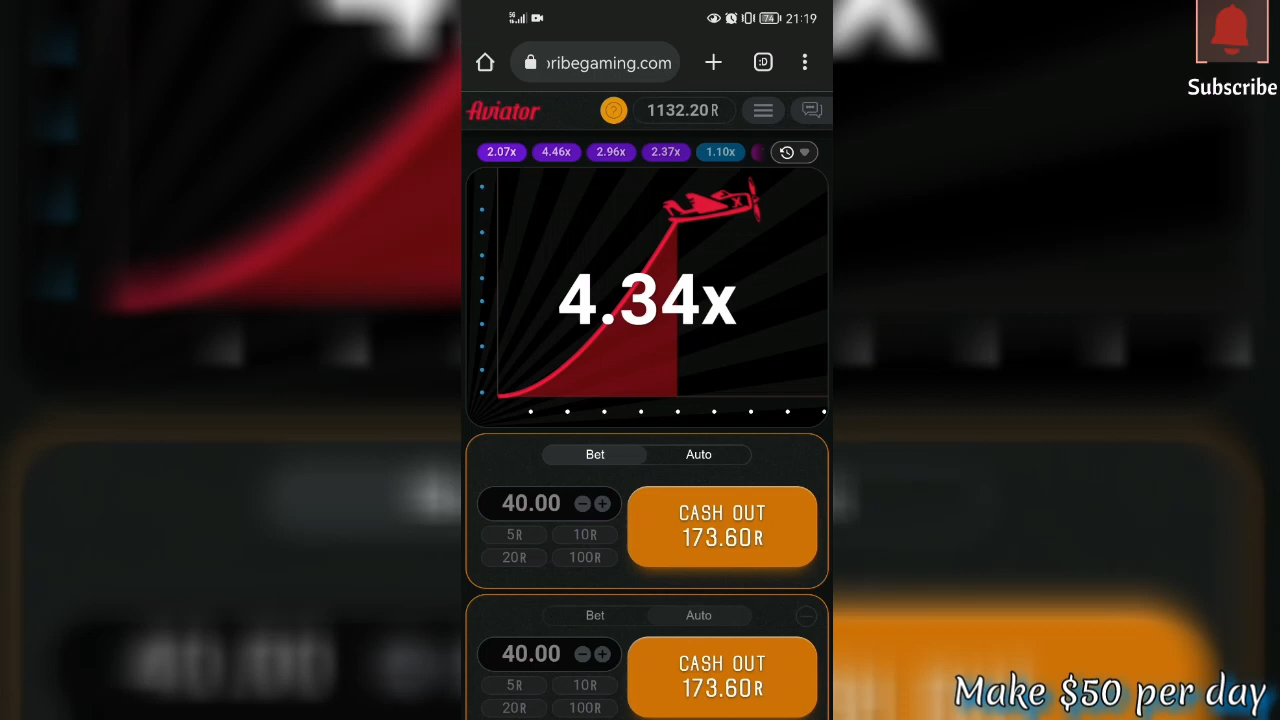 5G 74 21:19
ribegaming.com :D
Subscribe
Aviator ? 1132.20 R
2.07x 4.46x 2.96x 2.37x 1.10x
X
4.34x
Bet Auto
40.00
CASH OUT
173.60R
5R 10R
20R 100R
Bet Auto
40.00
CASH OUT
173.60R
5R 10R
20R 100R
Make $50 per day